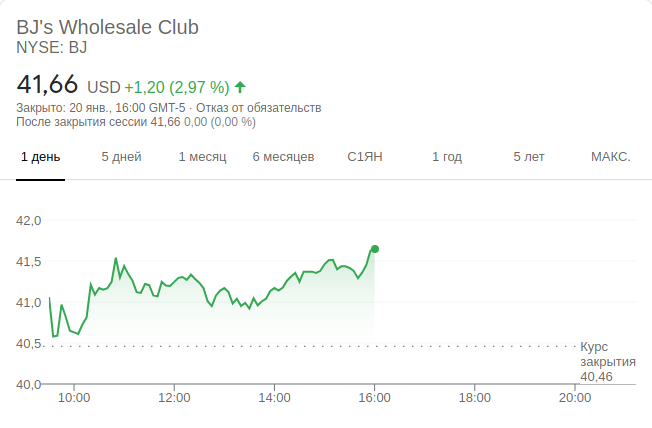 BJ's Wholesale Club
NYSE: BJ
41,66 USD +1,20 (2,97 %)
Закрыто: 20 янв., 16:00 GMT-5 · Отказ от обязательств
После закрытия сессии 41,66 0,00 (0,00 %)
1 день 5 дней 1 месяц 6 месяцев С1ЯН 1 год 5 лет МАКС.
42,0
41,5
41,0
40,5
Курс
закрытия
40,46
40,0
10:00 12:00 14:00 16:00 18:00 20:00